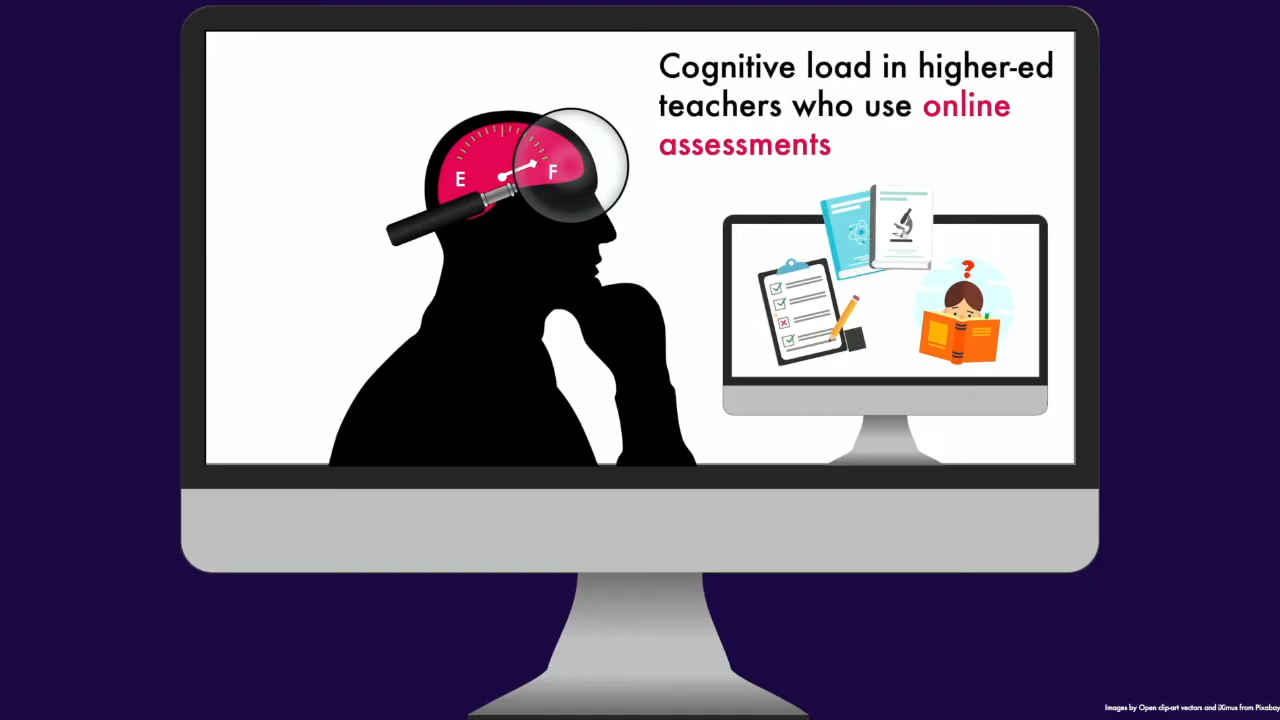 Cognitive load in higher-ed
teachers who use online
assessments
E
F
?
Images by Open clip-art vectors and iXimus from Pixabay